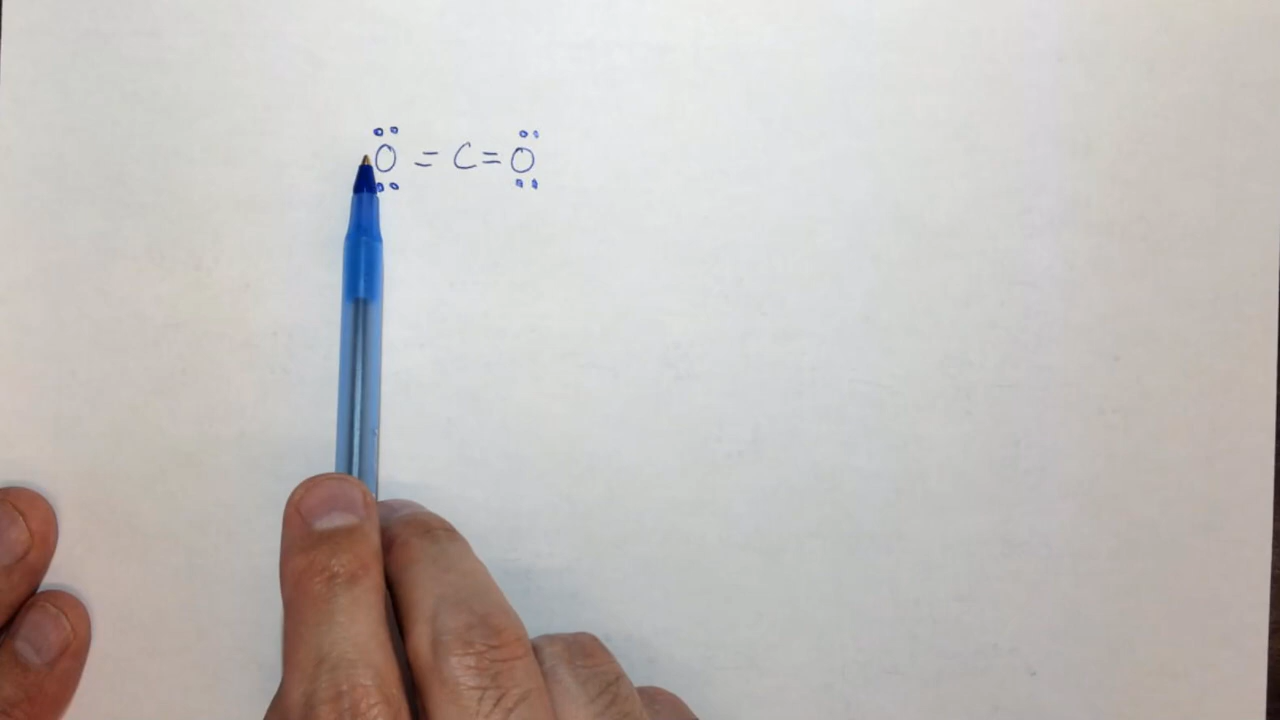 O = C = O